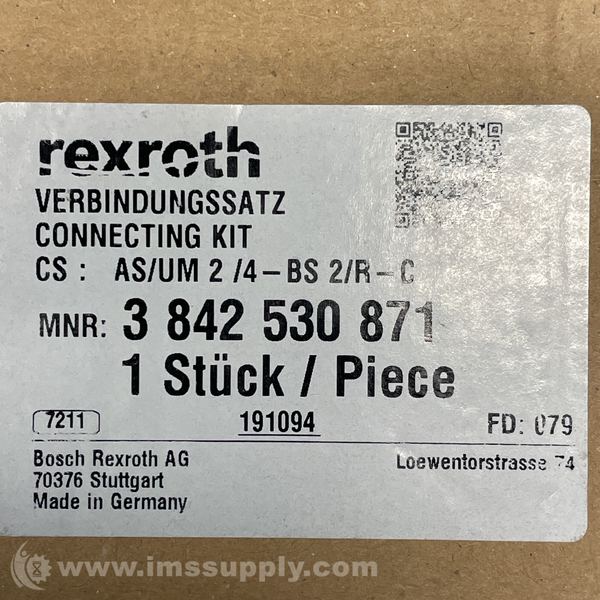 rexroth
VERBINDUNGSSATZ
CONNECTING KIT
CS : AS/UM 2 /4-BS 2/R-C
MNR: 3 842 530 871
1 Stück / Piece
7211 191094 FD: 079
Bosch Rexroth AG Loewentorstrasse 74
70376 Stuttgart
Made in Germany
www.imssupply.com